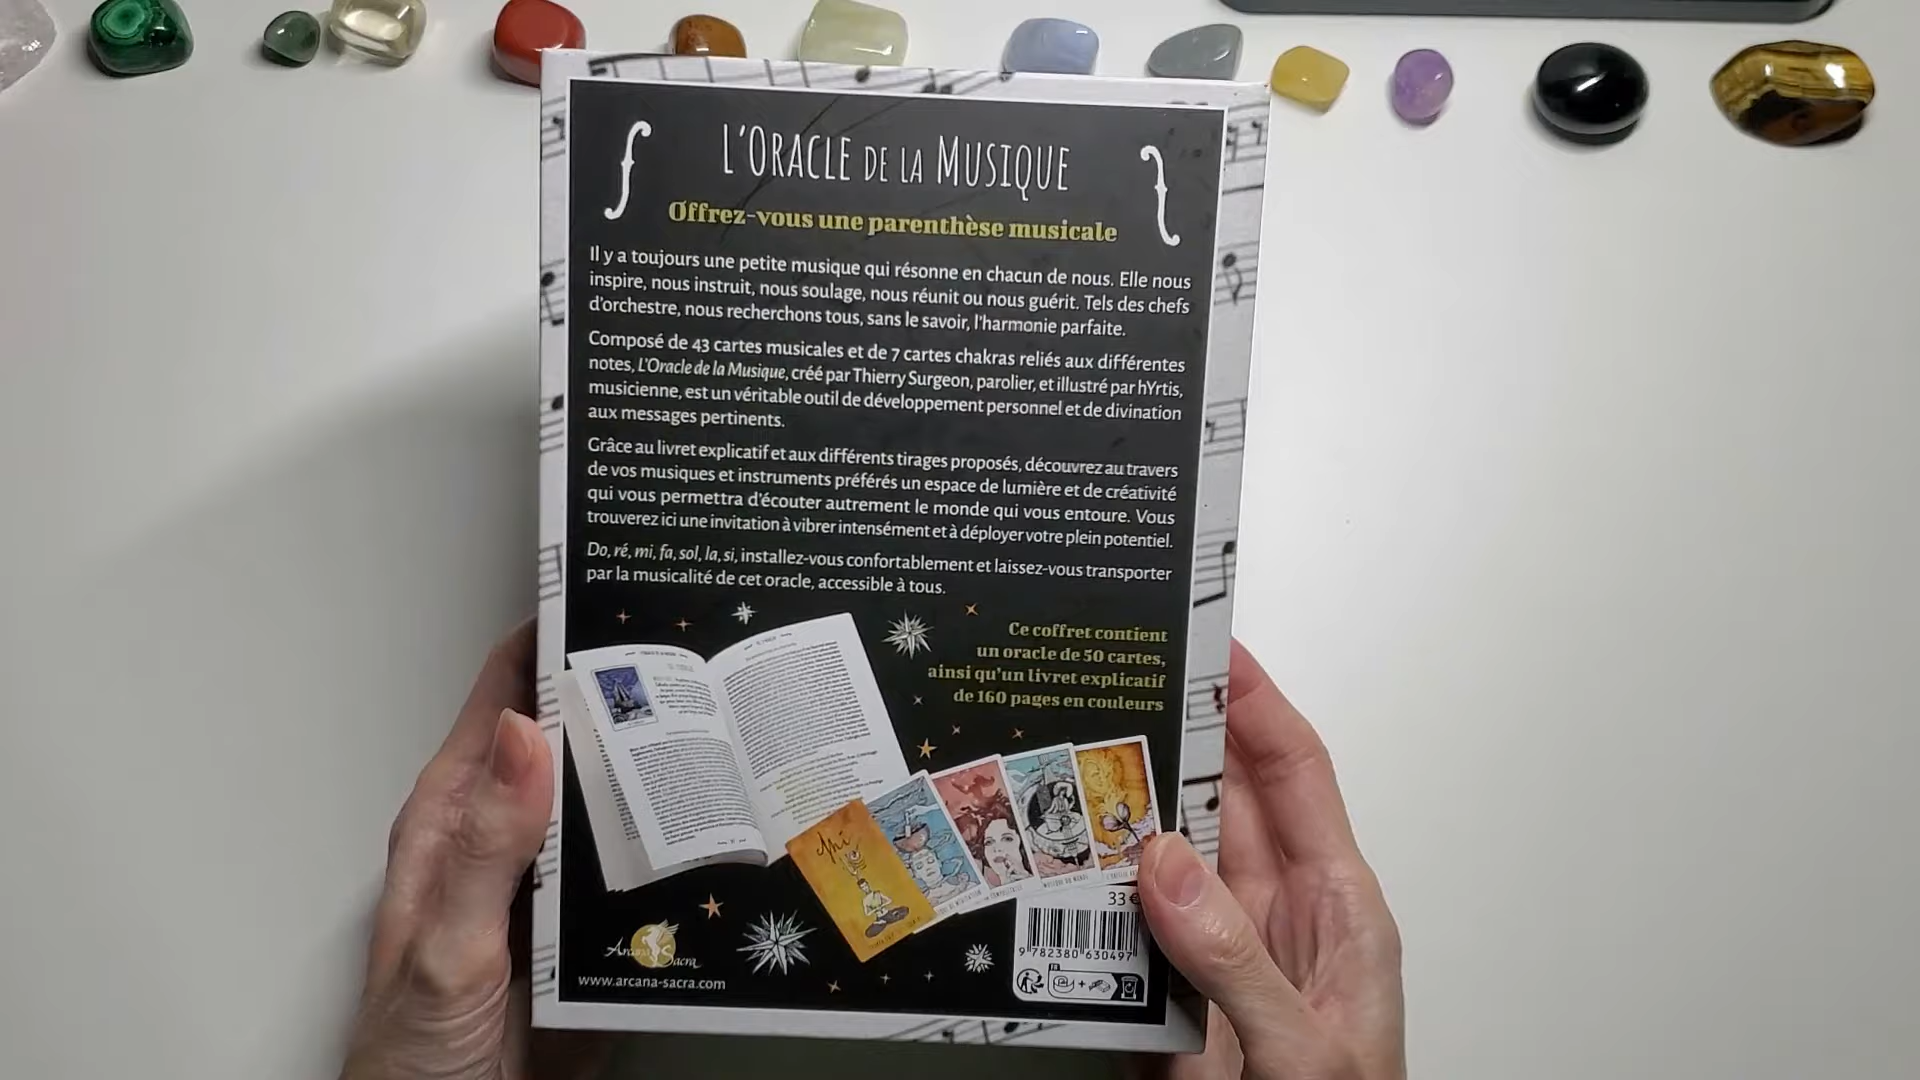 L'ORACLE DE LA MUSIQUE
Offrez-vous une parenthèse musicale
Il y a toujours une petite musique qui résonne en chacun de nous. Elle nous
inspire, nous instruit, nous soulage, nous réunit ou nous guérit. Tels des chefs
d'orchestre, nous recherchons tous, sans le savoir, l'harmonie parfaite.
Composé de 43 cartes musicales et de 7 cartes chakras reliés aux différentes
notes, L'Oracle de la Musique, créé par Thierry Surgeon, parolier, et illustré par hYrtis,
musicienne, est un véritable outil de développement personnel et de divination
aux messages pertinents.
Grâce au livret explicatif et aux différents tirages proposés, découvrez au travers
de vos musiques et instruments préférés un espace de lumière et de créativité
qui vous permettra d'écouter autrement le monde qui vous entoure. Vous
trouverez ici une invitation à vibrer intensément et à déployer votre plein potentiel.
Do, ré, mi, fa, sol, la, si, installez-vous confortablement et laissez-vous transporter
par la musicalité de cet oracle, accessible à tous.
Ce coffret contient
un oracle de 50 cartes,
ainsi qu'un livret explicatif
de 160 pages en couleurs
Mi
MUSIQUE DU MONDE
33 €
9 782380 630497
FR
Arcana Sacra
www.arcana-sacra.com